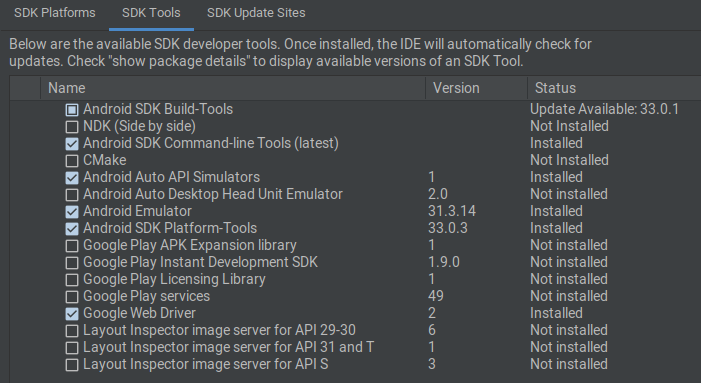 SDK Platforms SDK Tools SDK Update Sites
Below are the available SDK developer tools. Once installed, the IDE will automatically check for
updates. Check "show package details" to display available versions of an SDK Tool.
Name Version Status
Android SDK Build-Tools Update Available: 33.0.1
NDK (Side by side) Not Installed
Android SDK Command-line Tools (latest) Installed
CMake Not Installed
Android Auto API Simulators 1 Installed
Android Auto Desktop Head Unit Emulator 2.0 Not installed
Android Emulator 31.3.14 Installed
Android SDK Platform-Tools 33.0.3 Installed
Google Play APK Expansion library 1 Not installed
Google Play Instant Development SDK 1.9.0 Not installed
Google Play Licensing Library 1 Not installed
Google Play services 49 Not installed
Google Web Driver 2 Installed
Layout Inspector image server for API 29-30 6 Not installed
Layout Inspector image server for API 31 and T 1 Not installed
Layout Inspector image server for API S 3 Not installed